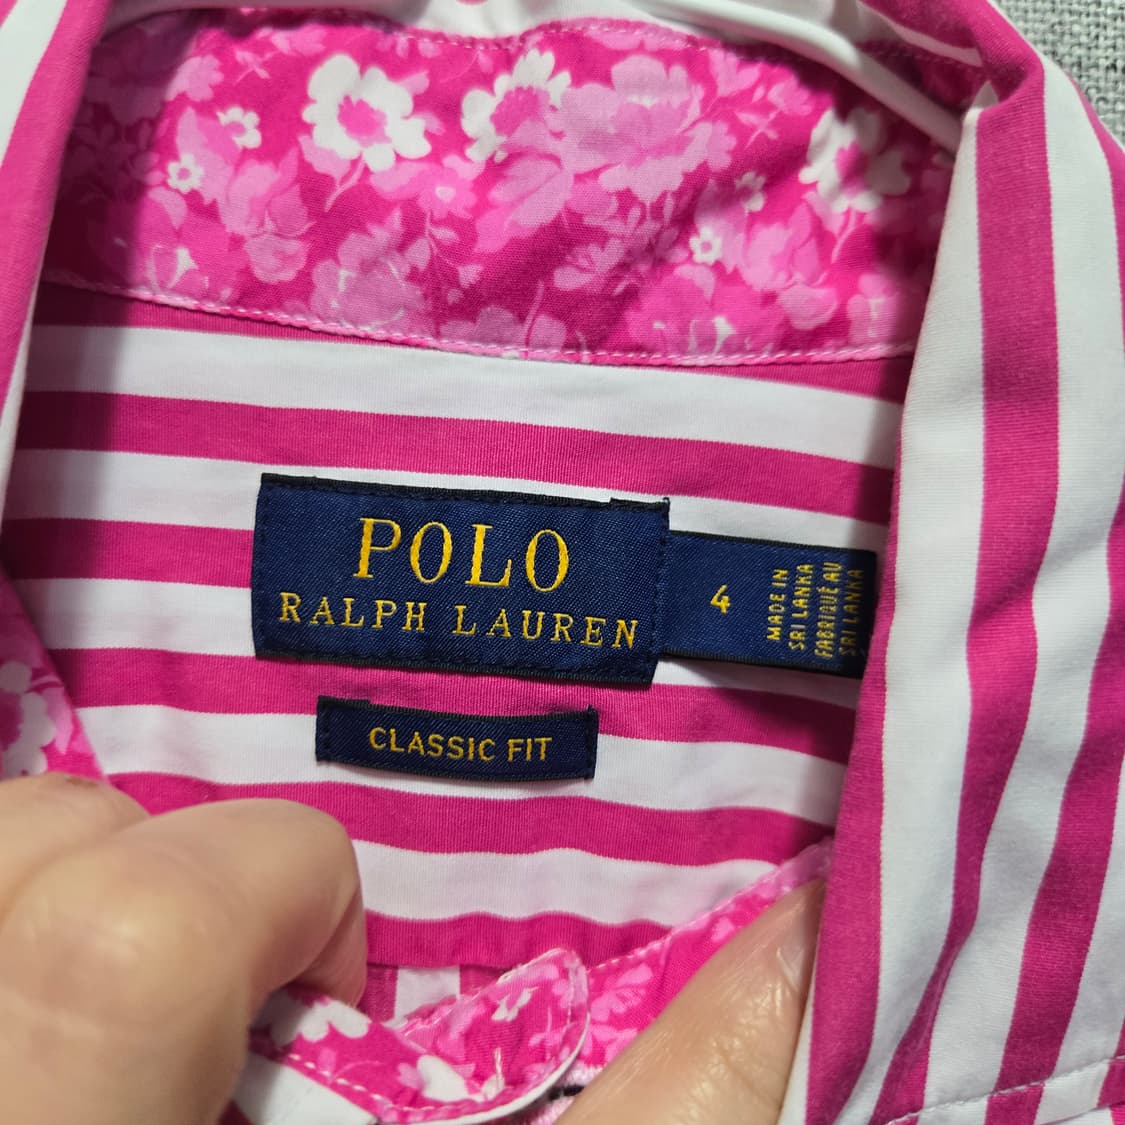 POLO
RALPH LAUREN
4
MADE IN
SRI LANKA
FABRIQUÉ AU
SRI LANKA
CLASSIC FIT